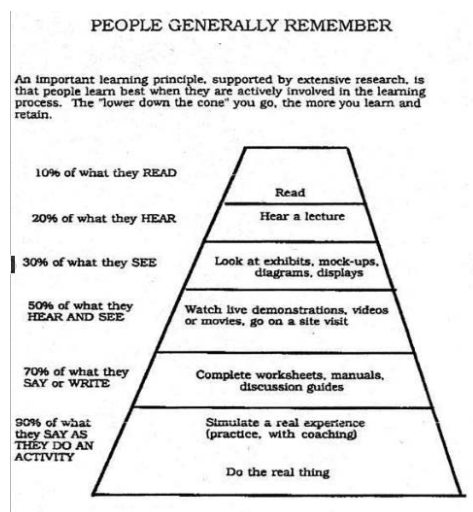 PEOPLE GENERALLY REMEMBER
An important learning principle, supported by extensive research, is
that people learn best when they are actively involved in the learning
process. The "lower down the cone" you go, the more you learn and
retain.
10% of what they READ
Read
20% of what they HEAR
Hear a lecture
30% of what they SEE
Look at exhibits, mock-ups,
diagrams, displays
50% of what they
HEAR AND SEE
Watch live demonstrations, videos
or movies, go on a site visit
70% of what they
SAY or WRITE
Complete worksheets, manuals,
discussion guides
90% of what
they SAY AS
THEY DO AN
ACTIVITY
Simulate a real experience
(practice, with coaching)
Do the real thing